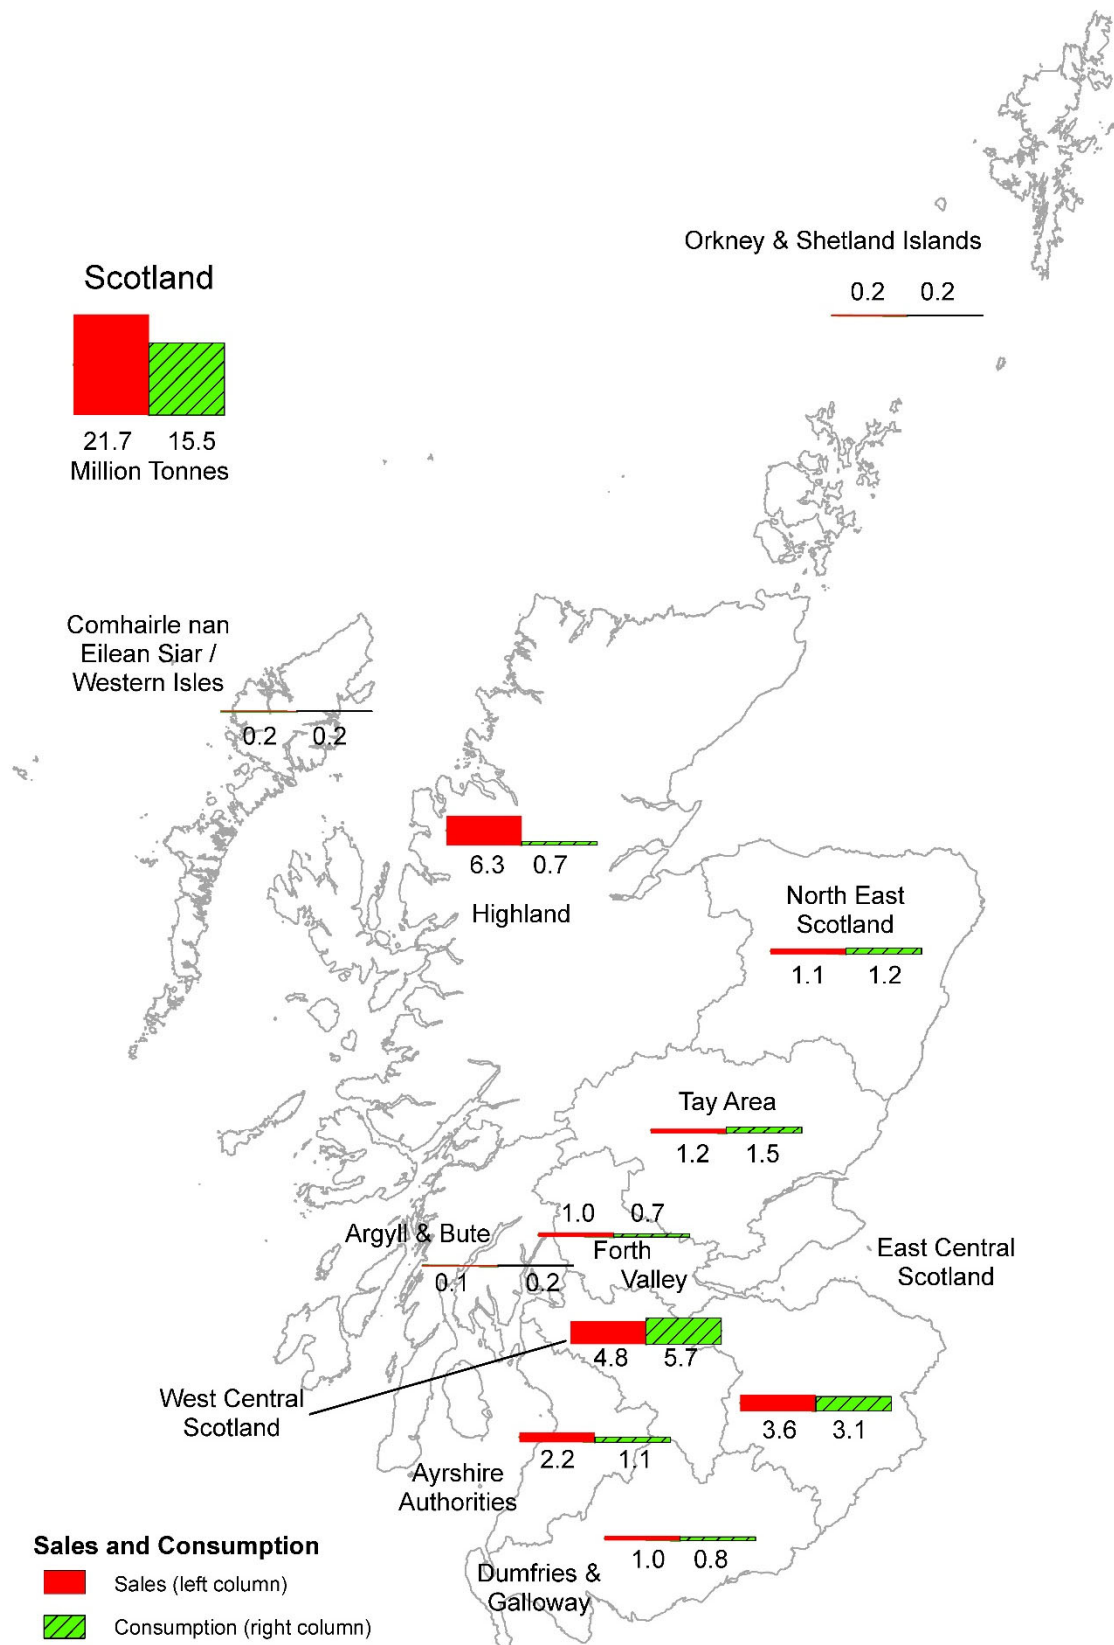 Orkney & Shetland Islands
0.2 0.2
Scotland
21.7 15.5
Million Tonnes
Comhairle nan
Eilean Siar /
Western Isles
0.2 0.2
6.3 0.7
Highland
North East
Scotland
1.1 1.2
Tay Area
1.2 1.5
1.0 0.7
Forth
Valley
Argyll & Bute
0.1 0.2
East Central
Scotland
3.6 3.1
4.8 5.7
West Central
Scotland
2.2 1.1
Ayrshire
Authorities
1.0 0.8
Dumfries &
Galloway
Sales and Consumption
Sales (left column)
Consumption (right column)